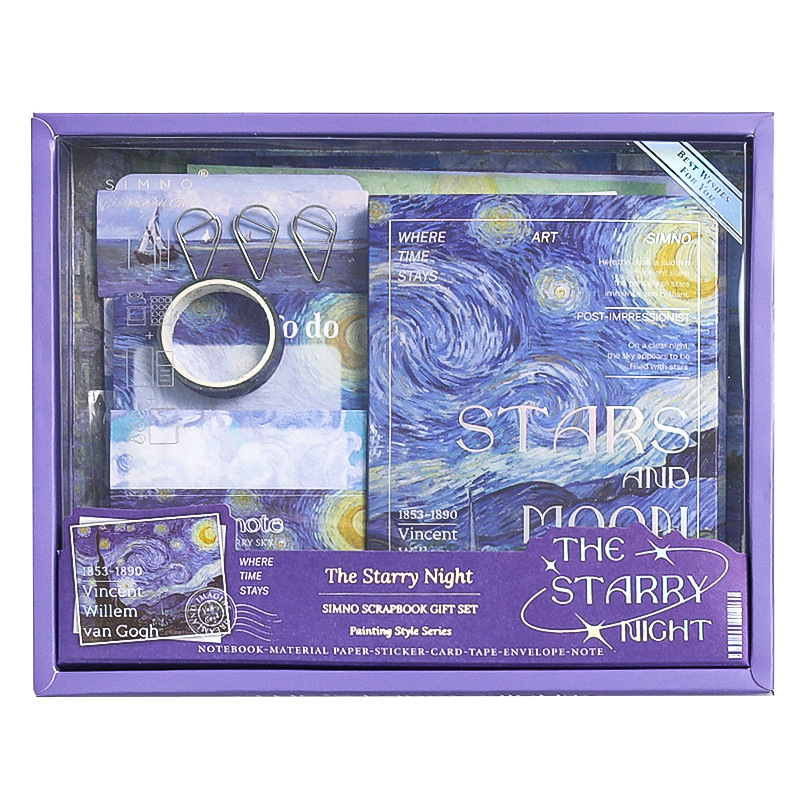 SIMNO®
BEST WISHES
FOR YOU
WHERE
TIME
STAYS
ART
SIMNO
POST-IMPRESSIONIST
On a clear night,
the sky appears to be
filled with stars.
To do
STARS
AND
MOON
1853-1890
Vincent
note
RRY SKY
1853-1890
Vincent
Willem
van Gogh
WHERE
TIME
STAYS
The Starry Night
SIMNO SCRAPBOOK GIFT SET
Painting Style Series
NOTEBOOK-MATERIAL PAPER-STICKER-CARD-TAPE-ENVELOPE-NOTE
THE
STARRY
NIGHT